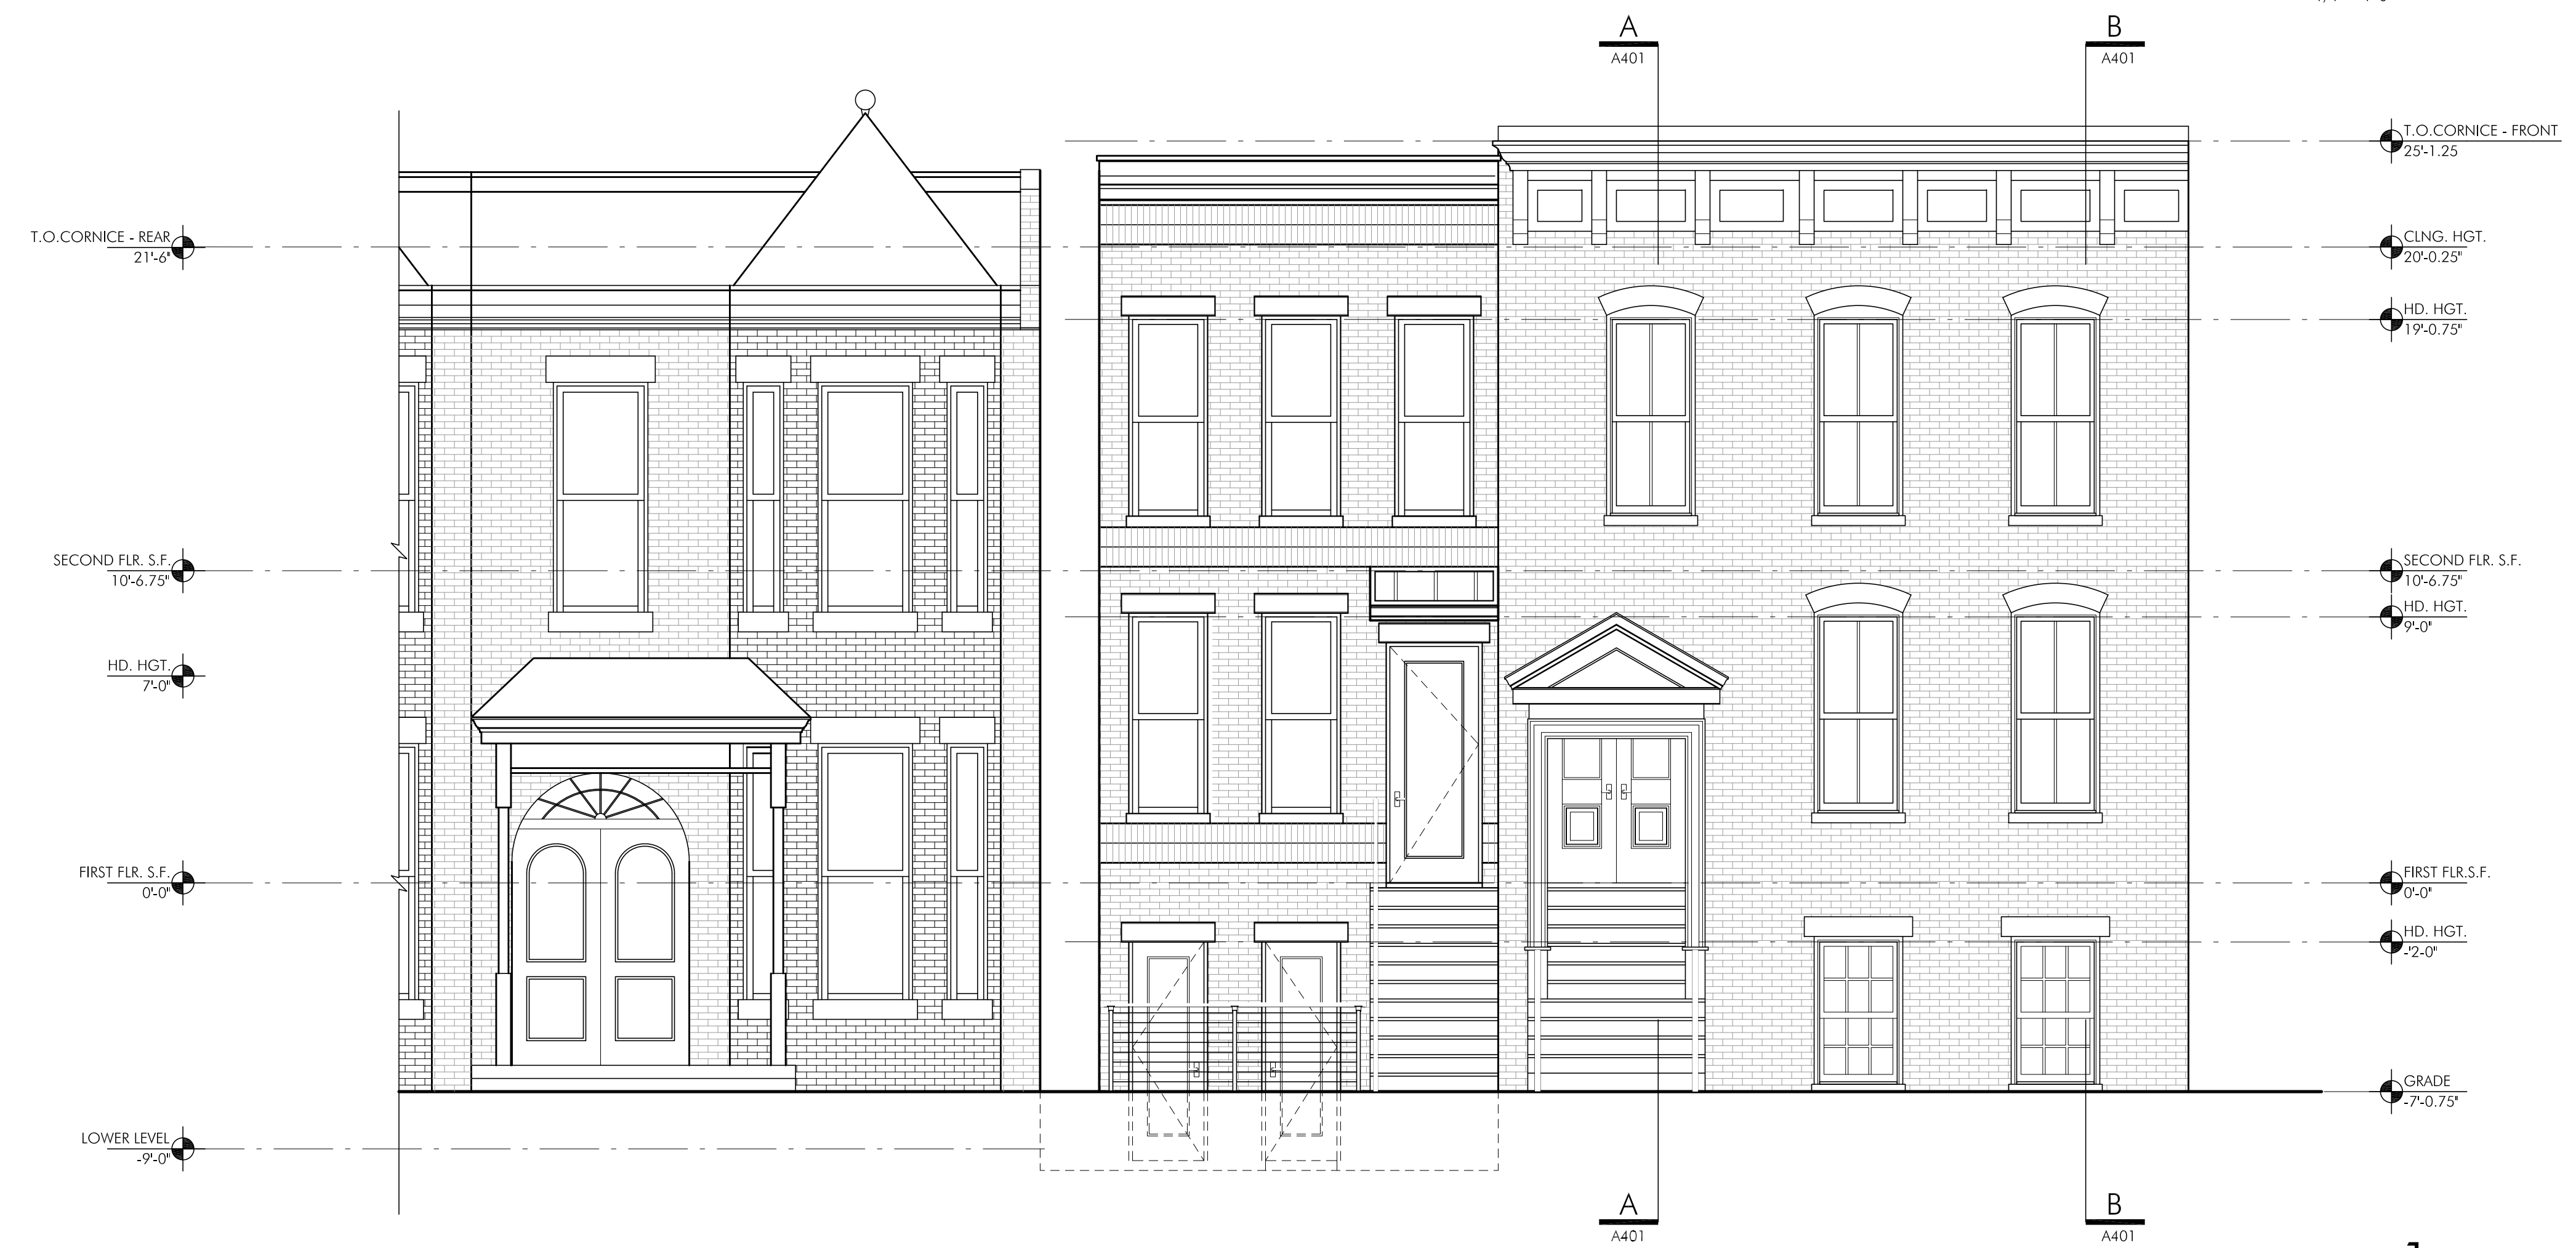 A
A401
B
A401
T.O.CORNICE - FRONT
25'-1.25
T.O.CORNICE - REAR
21'-6"
CLNG. HGT.
20'-0.25"
HD. HGT.
19'-0.75"
SECOND FLR. S.F.
10'-6.75"
SECOND FLR. S.F.
10'-6.75"
HD. HGT.
9'-0"
HD. HGT.
7'-0"
FIRST FLR. S.F.
0'-0"
FIRST FLR.S.F.
0'-0"
HD. HGT.
-'2-0"
GRADE
-7'-0.75"
LOWER LEVEL
-9'-0"
A
A401
B
A401